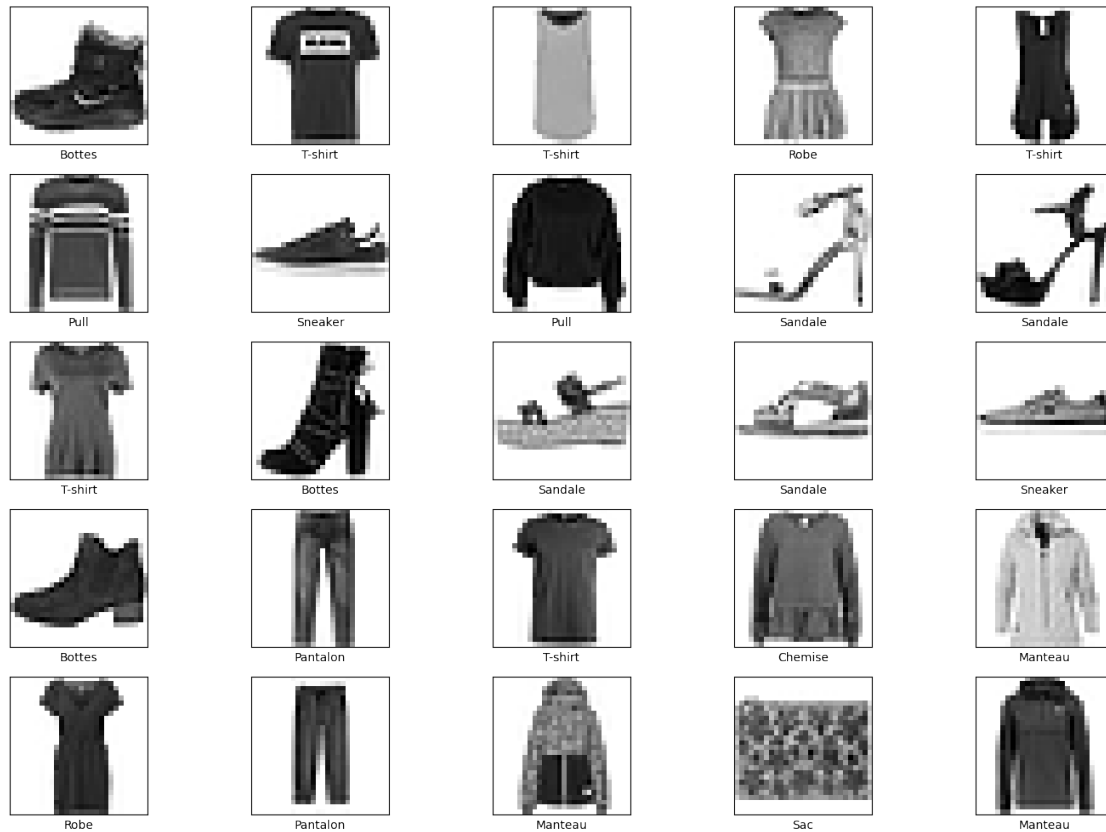 Bottes
T-shirt
T-shirt
Robe
T-shirt
Pull
Sneaker
Pull
Sandale
Sandale
T-shirt
Bottes
Sandale
Sandale
Sneaker
Bottes
Pantalon
T-shirt
Chemise
Manteau
Robe
Pantalon
Manteau
Sac
Manteau